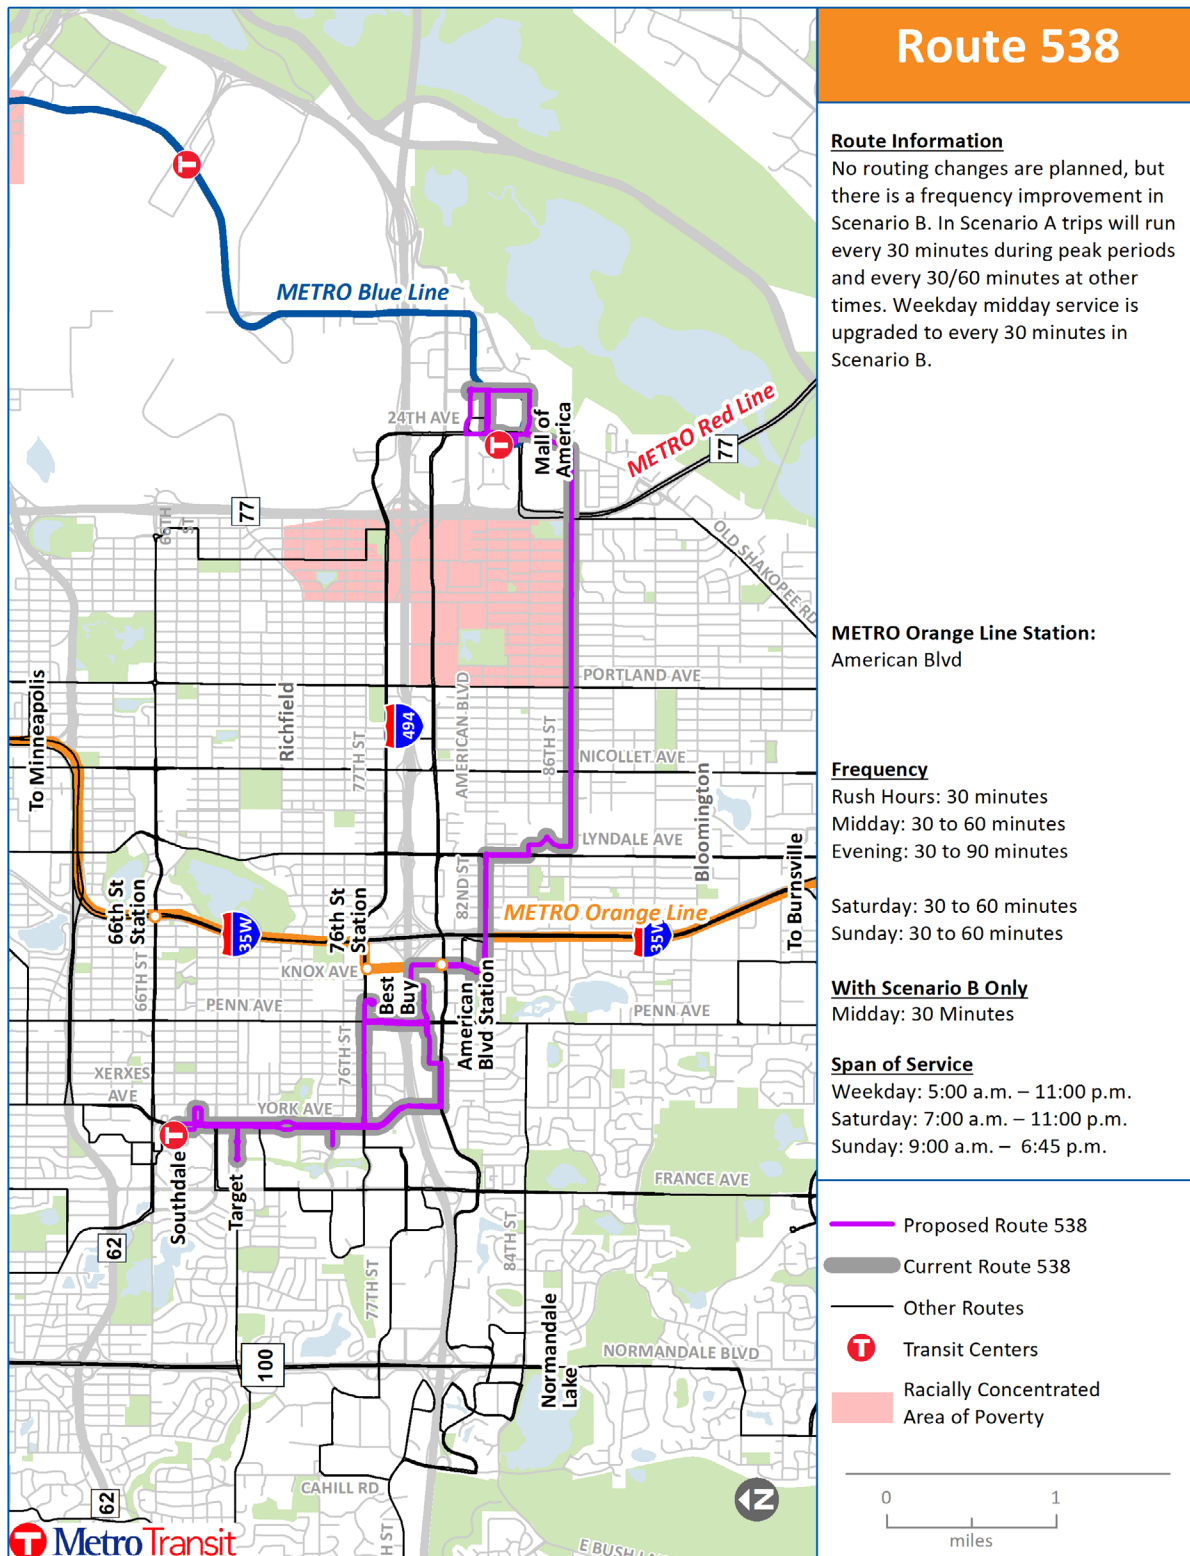 Route 538
Route Information
No routing changes are planned, but
there is a frequency improvement in
Scenario B. In Scenario A trips will run
every 30 minutes during peak periods
and every 30/60 minutes at other
times. Weekday midday service is
upgraded to every 30 minutes in
Scenario B.
METRO Orange Line Station:
American Blvd
Frequency
Rush Hours: 30 minutes
Midday: 30 to 60 minutes
Evening: 30 to 90 minutes
Saturday: 30 to 60 minutes
Sunday: 30 to 60 minutes
With Scenario B Only
Midday: 30 Minutes
Span of Service
Weekday: 5:00 a.m. – 11:00 p.m.
Saturday: 7:00 a.m. – 11:00 p.m.
Sunday: 9:00 a.m. – 6:45 p.m.
Proposed Route 538
Current Route 538
Other Routes
T
Transit Centers
Racially Concentrated
Area of Poverty
0
1
miles
T
METRO Blue Line
24TH AVE
T
Mall of
America
METRO Red Line
77
77
66TH
ST
OLD SHAKOPEE RD
PORTLAND AVE
To Minneapolis
Richfield
494
77TH ST
AMERICAN BLVD
86TH ST
NICOLLET AVE
LYNDALE AVE
Bloomington
To Burnsville
66th St
Station
35W
76th St
Station
82ND ST
METRO Orange Line
35W
KNOX AVE
66TH ST
PENN AVE
Best
Buy
American
Blvd Station
PENN AVE
76TH ST
XERXES
AVE
YORK AVE
T
Southdale
Target
FRANCE AVE
62
84TH ST
77TH ST
100
Normandale
Lake
NORMANDALE BLVD
CAHILL RD
62
N
T MetroTransit
H ST
E BUSH LA